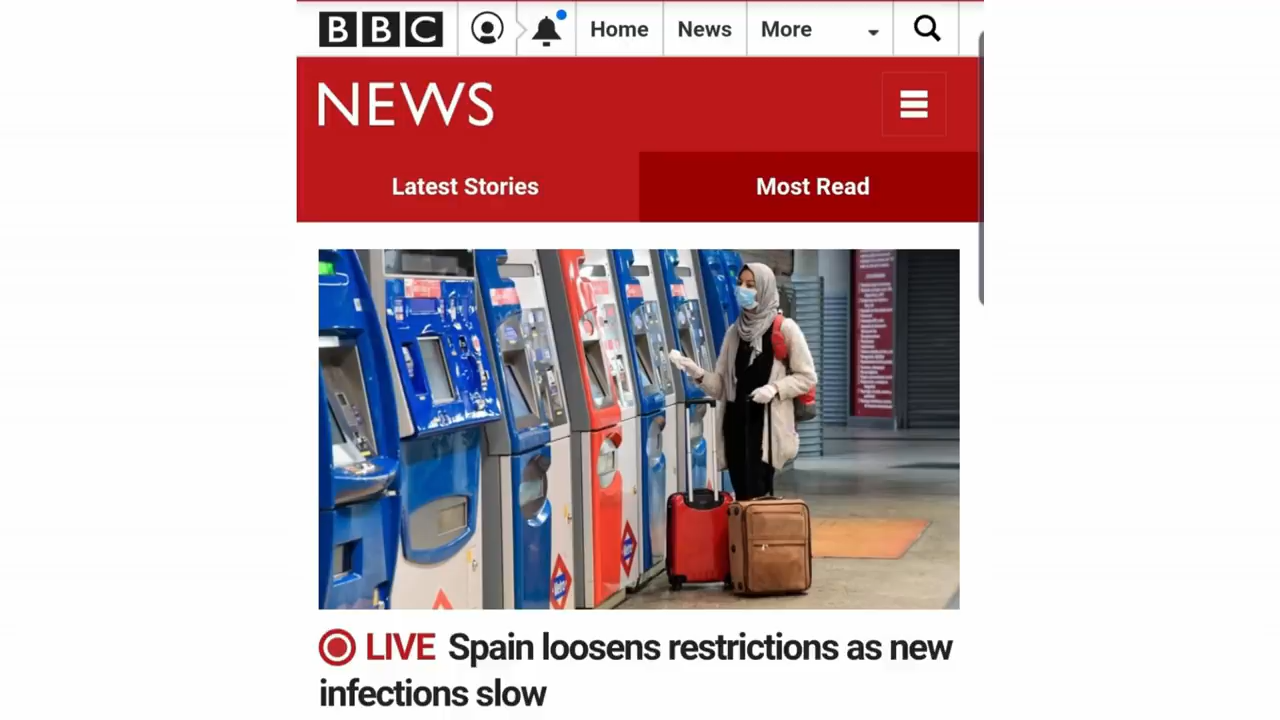 BBC Home News More
NEWS
Latest Stories Most Read
LIVE Spain loosens restrictions as new
infections slow